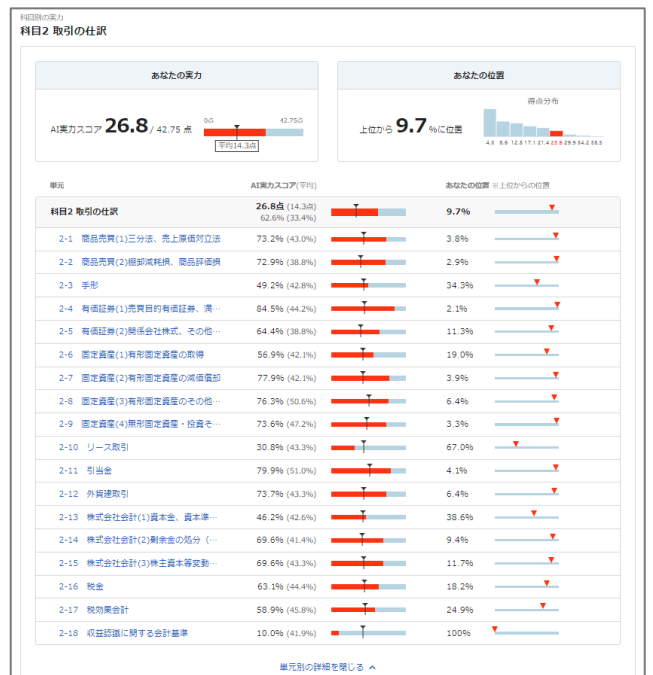 科目別の実力
科目2 取引の仕訳
あなたの実力
AI実力スコア 26.8 / 42.75 点
0点 42.75点
平均14.3点
あなたの位置
上位から 9.7 %に位置
得点分布
4.3 8.6 12.8 17.1 21.4 25.6 29.9 34.2 38.5
単元 AI実力スコア(平均) あなたの位置 ※上位からの位置
科目2 取引の仕訳 26.8点 (14.3点) 62.6% (33.4%) 9.7%
2-1 商品売買(1)三分法、売上原価対立法 73.2% (43.0%) 3.8%
2-2 商品売買(2)棚卸減耗損、商品評価損 72.9% (38.8%) 2.9%
2-3 手形 49.2% (42.8%) 34.3%
2-4 有価証券(1)売買目的有価証券、満… 84.5% (44.2%) 2.1%
2-5 有価証券(2)関係会社株式、その他… 64.4% (38.8%) 11.3%
2-6 固定資産(1)有形固定資産の取得 56.9% (42.1%) 19.0%
2-7 固定資産(2)有形固定資産の減価償却 77.9% (42.1%) 3.9%
2-8 固定資産(3)有形固定資産のその他… 76.3% (50.6%) 6.4%
2-9 固定資産(4)無形固定資産・投資そ… 73.6% (47.2%) 3.3%
2-10 リース取引 30.8% (43.3%) 67.0%
2-11 引当金 79.9% (51.0%) 4.1%
2-12 外貨建取引 73.7% (43.3%) 6.4%
2-13 株式会社会計(1)資本金、資本準… 46.2% (42.6%) 38.6%
2-14 株式会社会計(2)剰余金の処分（… 69.6% (41.4%) 9.4%
2-15 株式会社会計(3)株主資本等変動… 69.6% (43.3%) 11.7%
2-16 税金 63.1% (44.4%) 18.2%
2-17 税効果会計 58.9% (45.8%) 24.9%
2-18 収益認識に関する会計基準 10.0% (41.9%) 100%
単元別の詳細を閉じる